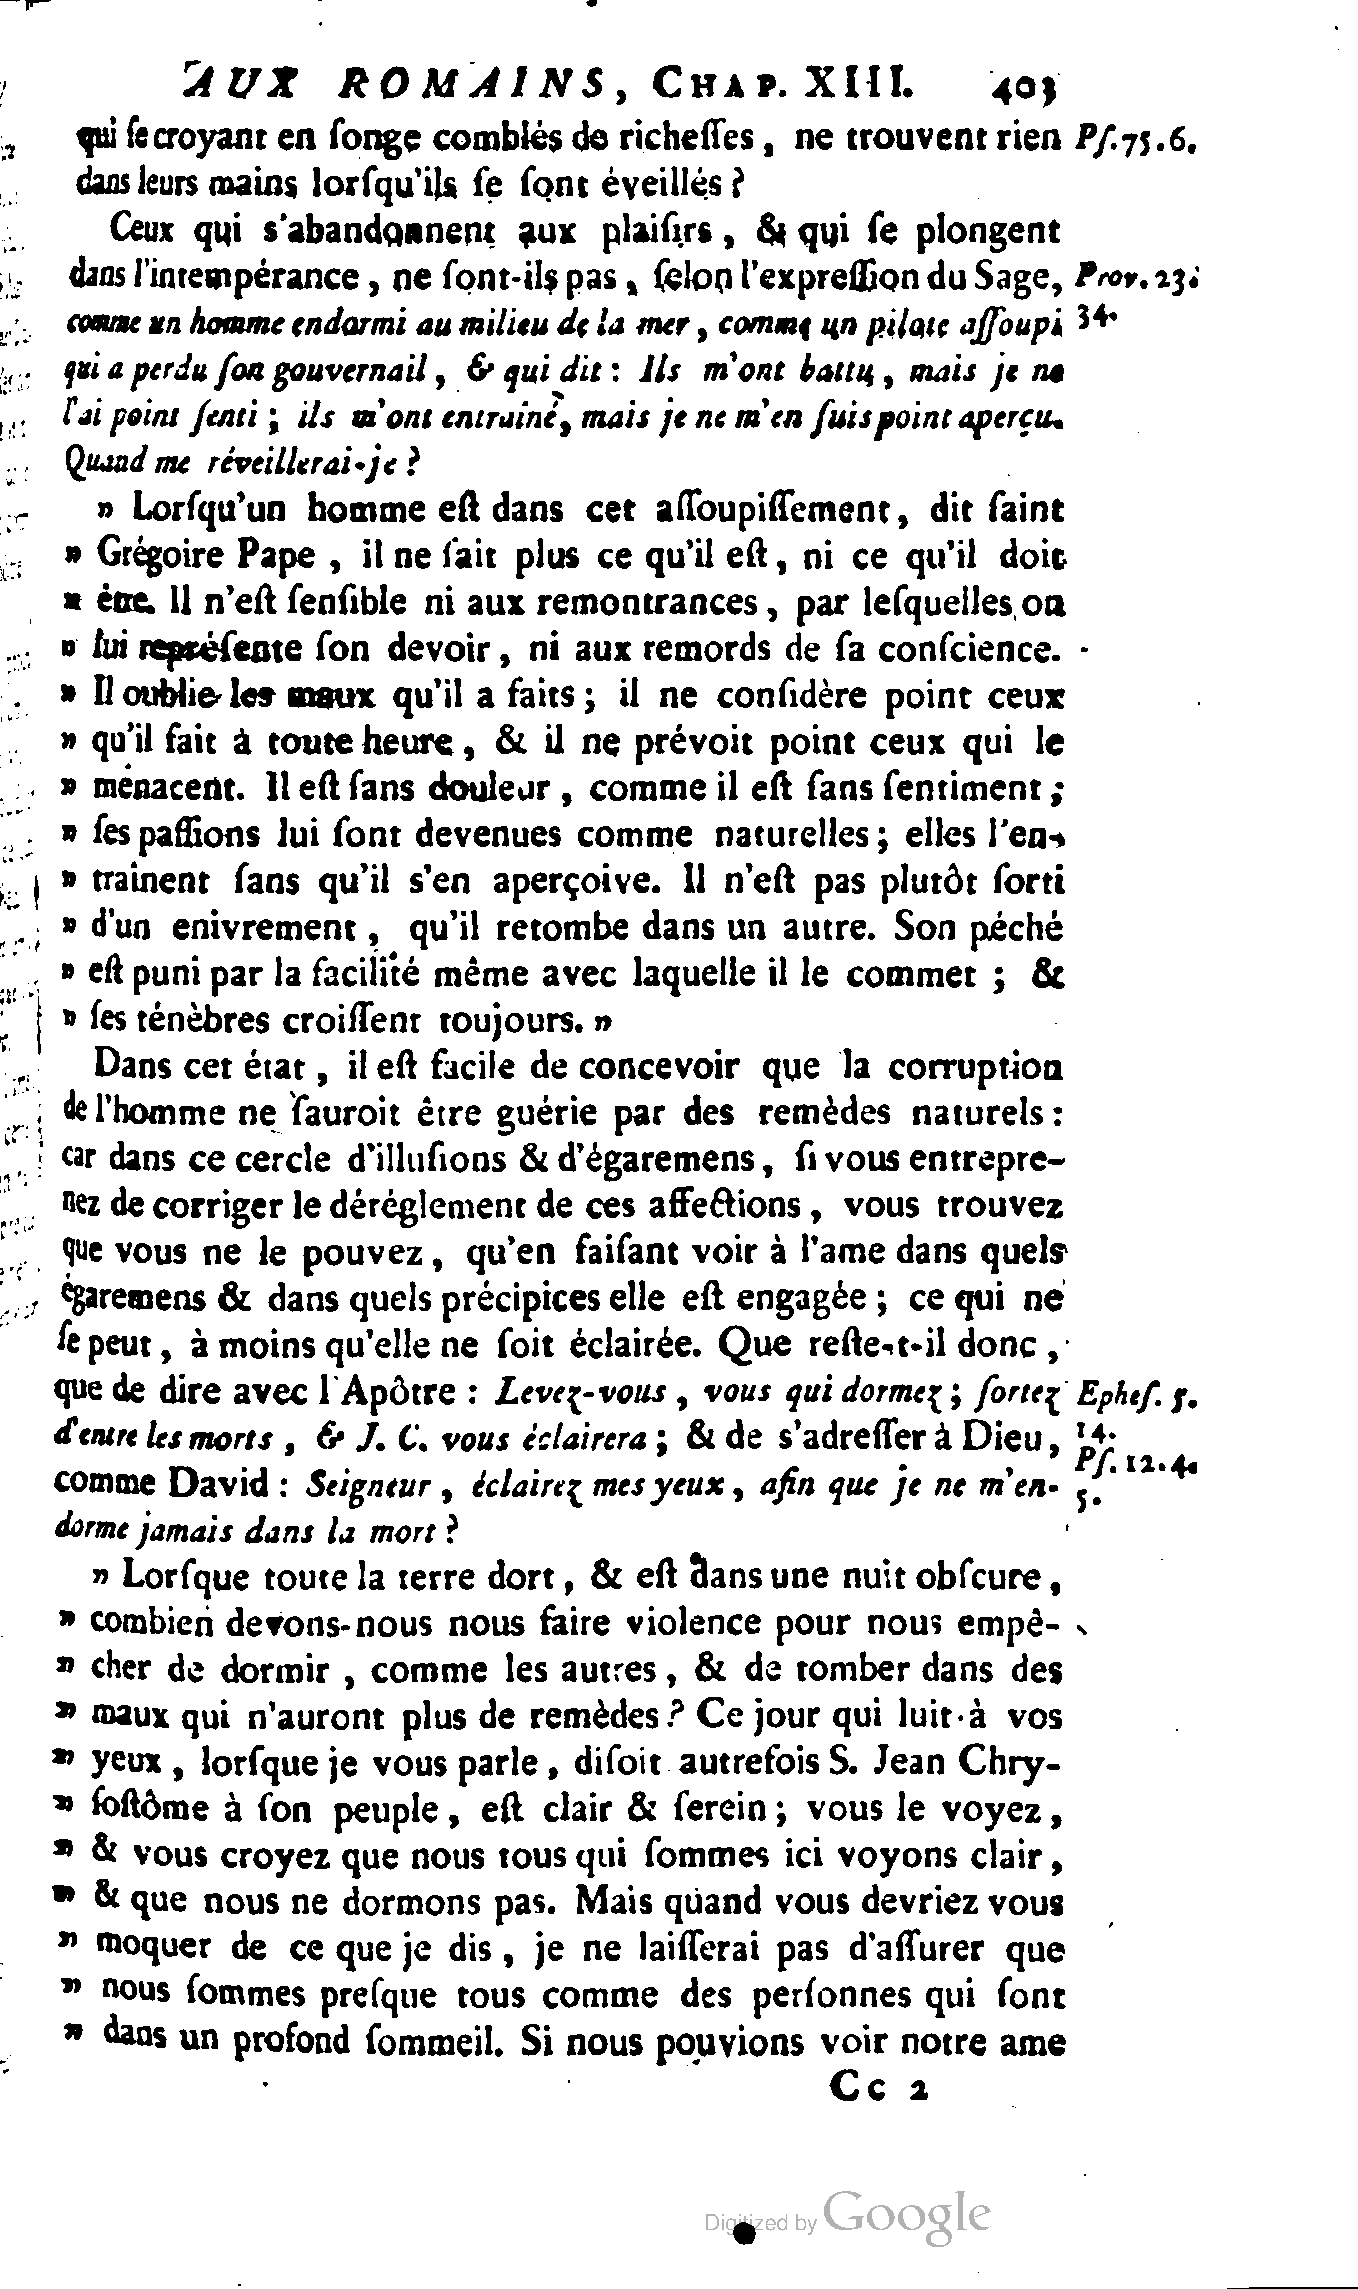 AUX ROMAINS, CHAP. XIII. 403
qui ſe croyant en ſonge comblés de richeſſes, ne trouvent rien Pſ. 75. 6.
dans leurs mains lorſqu'ils ſe ſont éveillés ?
Ceux qui s'abandonnent aux plaiſirs, & qui ſe plongent
dans l'intempérance, ne ſont-ils pas, ſelon l'expreſſion du Sage, Prov. 23.
comme un homme endormi au milieu de la mer, comme un pilote aſſoupi 34.
qui a perdu ſon gouvernail, & qui dit : Ils m'ont battu, mais je ne
l'ai point ſenti ; ils m'ont entrainé, mais je ne m'en ſuis point aperçu.
Quand me réveillerai-je ?
» Lorſqu'un homme eſt dans cet aſſoupiſſement, dit ſaint
» Grégoire Pape, il ne ſait plus ce qu'il eſt, ni ce qu'il doit
» être. Il n'eſt ſenſible ni aux remontrances, par leſquelles on
» lui repréſente ſon devoir, ni aux remords de ſa conſcience.
» Il oublie les maux qu'il a faits ; il ne conſidère point ceux
» qu'il fait à toute heure, & il ne prévoit point ceux qui le
» ménacent. Il eſt ſans douleur, comme il eſt ſans ſentiment ;
» ſes paſſions lui ſont devenues comme naturelles ; elles l'en-
» trainent ſans qu'il s'en aperçoive. Il n'eſt pas plutôt ſorti
» d'un enivrement, qu'il retombe dans un autre. Son péché
» eſt puni par la facilité même avec laquelle il le commet ; &
» ſes ténèbres croiſſent toujours. »
Dans cet état, il eſt facile de concevoir que la corruption
de l'homme ne ſauroit être guérie par des remèdes naturels :
car dans ce cercle d'illuſions & d'égaremens, ſi vous entrepre-
nez de corriger le déréglement de ces affections, vous trouvez
que vous ne le pouvez, qu'en faiſant voir à l'ame dans quels
égaremens & dans quels précipices elle eſt engagée ; ce qui ne
ſe peut, à moins qu'elle ne ſoit éclairée. Que reſte-t-il donc,
que de dire avec l'Apôtre : Levez-vous, vous qui dormez ; ſortez Epheſ. 5.
d'entre les morts, & J. C. vous éclairera ; & de s'adreſſer à Dieu, 14.
comme David : Seigneur, éclairez mes yeux, afin que je ne m'en- Pſ. 12. 4.
dorme jamais dans la mort ? 5.
» Lorſque toute la terre dort, & eſt dans une nuit obſcure,
» combien devons-nous nous faire violence pour nous empê-
» cher de dormir, comme les autres, & de tomber dans des
» maux qui n'auront plus de remèdes ? Ce jour qui luit à vos
» yeux, lorſque je vous parle, diſoit autrefois S. Jean Chry-
» ſoſtôme à ſon peuple, eſt clair & ſerein ; vous le voyez,
» & vous croyez que nous tous qui ſommes ici voyons clair,
» & que nous ne dormons pas. Mais quand vous devriez vous
» moquer de ce que je dis, je ne laiſſerai pas d'aſſurer que
» nous ſommes preſque tous comme des perſonnes qui ſont
» dans un profond ſommeil. Si nous pouvions voir notre ame
Cc 2
Digitized by Google